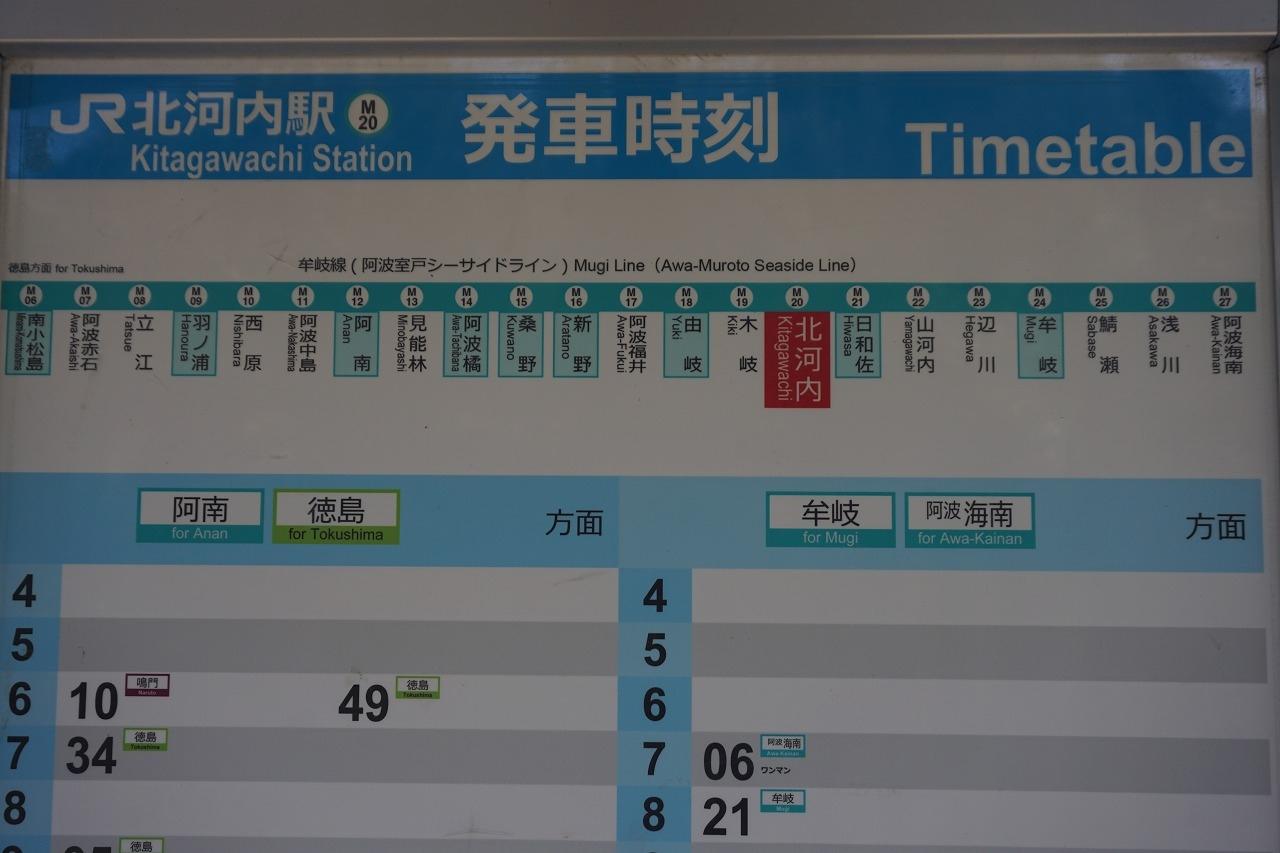 JR北河内駅 M20 発車時刻 Timetable
Kitagawachi Station
徳島方面 for Tokushima 牟岐線 ( 阿波室戸シーサイドライン ) Mugi Line（Awa-Muroto Seaside Line）
M06 M07 M08 M09 M10 M11 M12 M13 M14 M15 M16 M17 M18 M19 M20 M21 M22 M23 M24 M25 M26 M27
南小松島 Minami-Komatsushima
阿波赤石 Awa-Akaishi
立江 Tatsue
羽ノ浦 Hanoura
西原 Nishibara
阿波中島 Awa-Nakashima
阿南 Anan
見能林 Minobayashi
阿波橘 Awa-Tachibana
桑野 Kuwano
新野 Aratano
阿波福井 Awa-Fukui
由岐 Yuki
木岐 Kiki
北河内 Kitagawachi
日和佐 Hiwasa
山河内 Yamagawachi
辺川 Hegawa
牟岐 Mugi
鯖瀬 Sabase
浅川 Asakawa
阿波海南 Awa-Kainan
阿南 徳島 方面
for Anan for Tokushima
牟岐 阿波海南 方面
for Mugi for Awa-Kainan
4 4
5 5
6 10 鳴門 Naruto 49 徳島 Tokushima 6
7 34 徳島 Tokushima 7 06 阿波海南 Awa-Kainan ワンマン
8 8 21 牟岐 Mugi
徳島